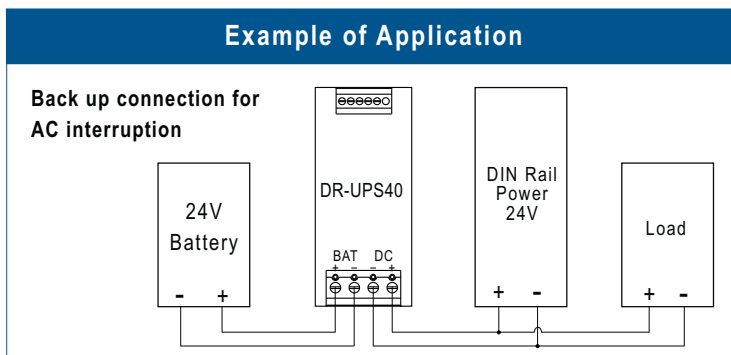 Example of Application
Back up connection for
AC interruption
24V
Battery
- +
DR-UPS40
BAT DC
+ - - +
DIN Rail
Power
24V
+ -
Load
+ -